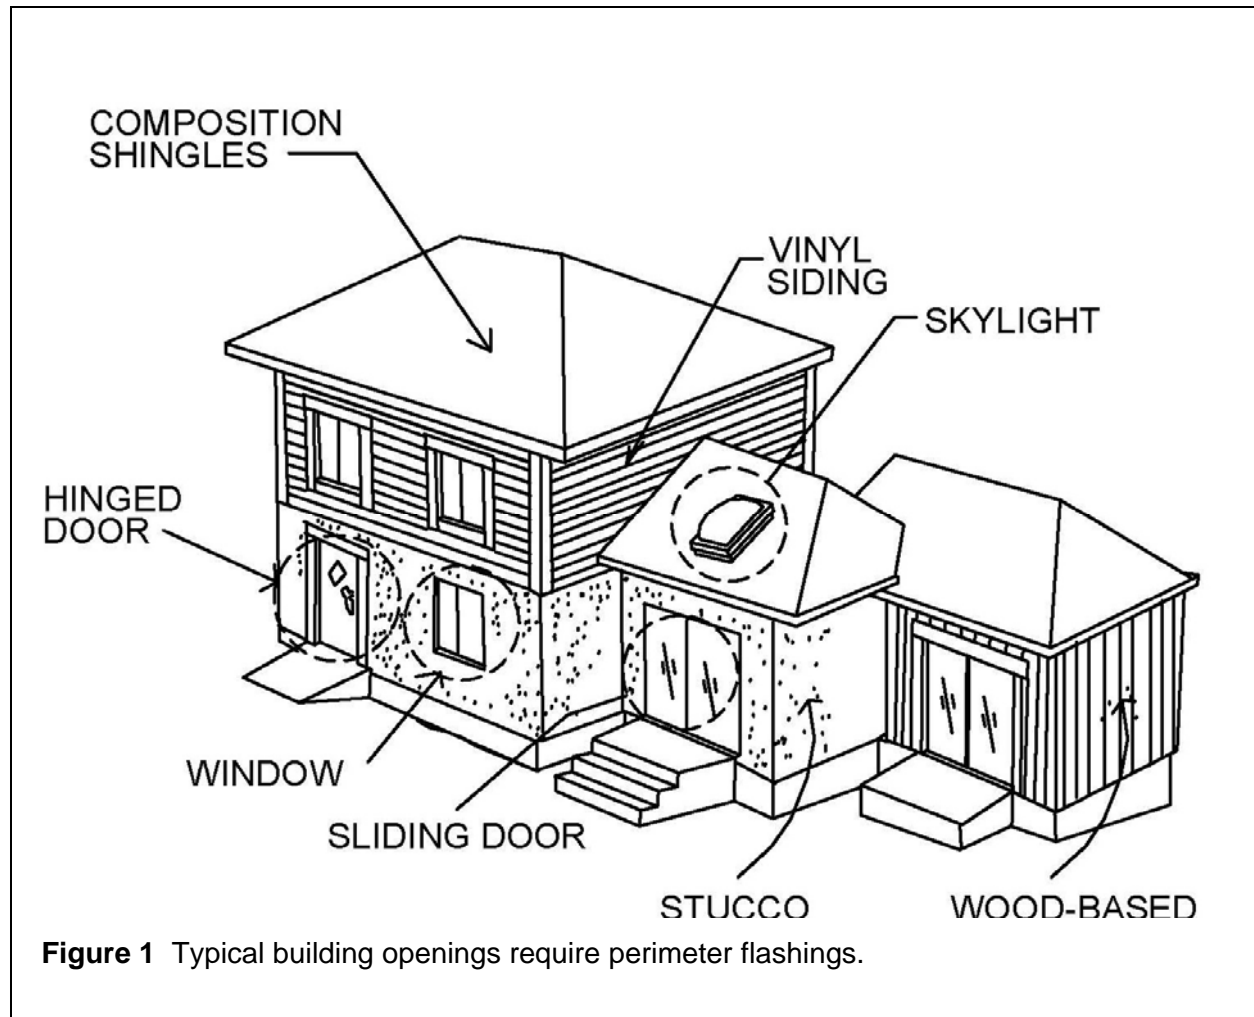 COMPOSITION
SHINGLES
VINYL
SIDING
SKYLIGHT
HINGED
DOOR
WINDOW
SLIDING DOOR
STUCCO
WOOD-BASED
Figure 1 Typical building openings require perimeter flashings.